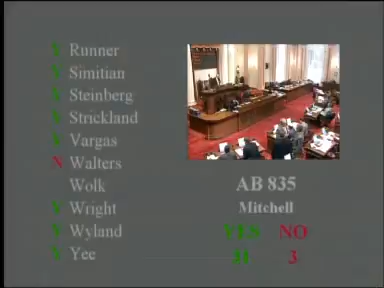 Y Runner
Y Simitian
Y Steinberg
Y Strickland
Y Vargas
N Walters
Wolk
Y Wright
Y Wyland
Y Yee
AB 835
Mitchell
YES NO
31 3